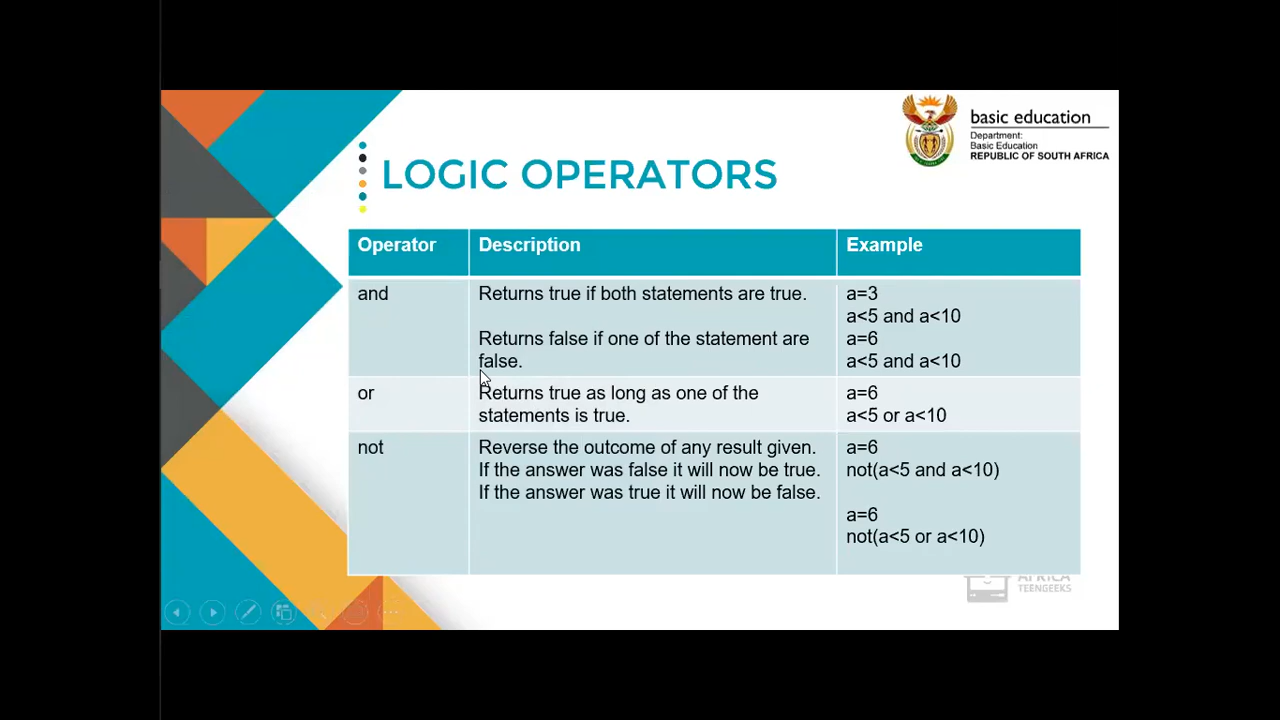 basic education
Department:
Basic Education
REPUBLIC OF SOUTH AFRICA
LOGIC OPERATORS
Operator Description Example
and
Returns true if both statements are true.
Returns false if one of the statement are
false.
a=3
a<5 and a<10
a=6
a<5 and a<10
or
Returns true as long as one of the
statements is true.
a=6
a<5 or a<10
not
Reverse the outcome of any result given.
If the answer was false it will now be true.
If the answer was true it will now be false.
a=6
not(a<5 and a<10)
a=6
not(a<5 or a<10)
AFRICA
TEENGEEKS